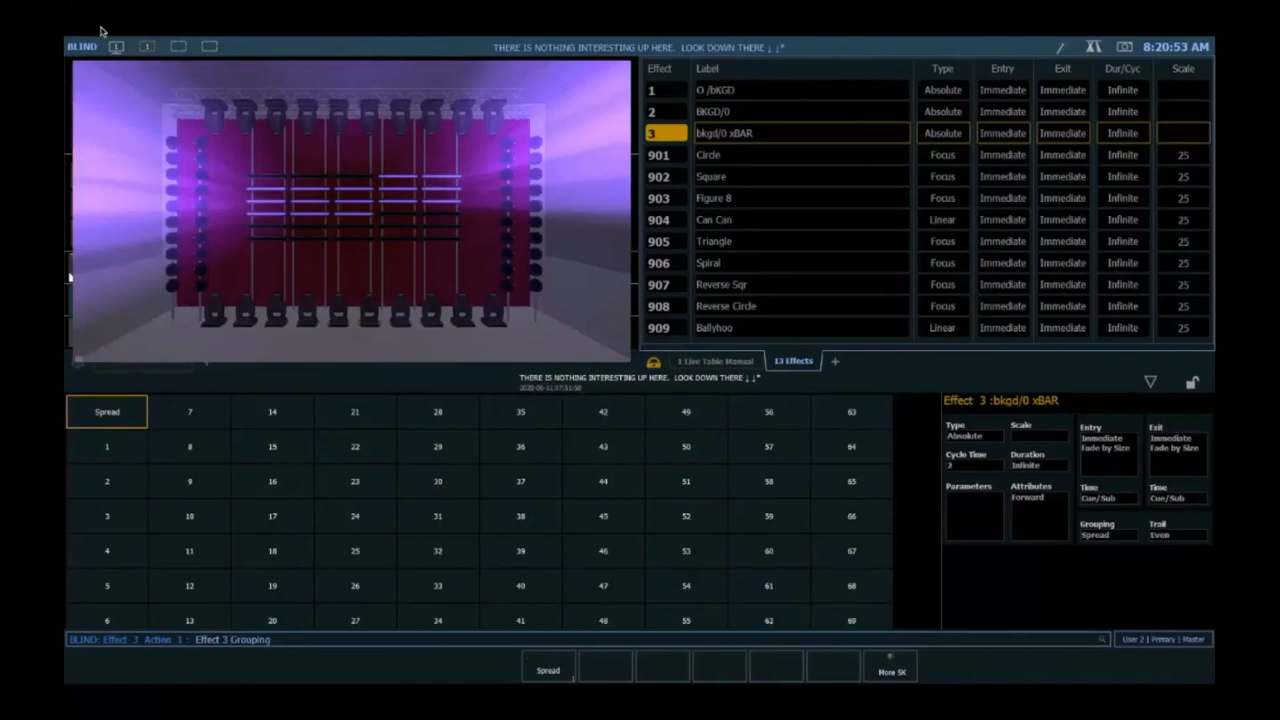 BLIND 1 1 THERE IS NOTHING INTERESTING UP HERE. LOOK DOWN THERE ↓ ↓* 8:20:53 AM
Effect Label Type Entry Exit Dur/Cyc Scale
1 O /bKGD Absolute Immediate Immediate Infinite
2 BKGD/0 Absolute Immediate Immediate Infinite
3 bkgd/0 xBAR Absolute Immediate Immediate Infinite
901 Circle Focus Immediate Immediate Infinite 25
902 Square Focus Immediate Immediate Infinite 25
903 Figure 8 Focus Immediate Immediate Infinite 25
904 Can Can Linear Immediate Immediate Infinite 25
905 Triangle Focus Immediate Immediate Infinite 25
906 Spiral Focus Immediate Immediate Infinite 25
907 Reverse Sqr Focus Immediate Immediate Infinite 25
908 Reverse Circle Focus Immediate Immediate Infinite 25
909 Ballyhoo Linear Immediate Immediate Infinite 25
1 Live Table Manual 13 Effects +
THERE IS NOTHING INTERESTING UP HERE. LOOK DOWN THERE ↓ ↓*
Spread 7 14 21 28 35 42 49 56 63
1 8 15 22 29 36 43 50 57 64
2 9 16 23 30 37 44 51 58 65
3 10 17 24 31 38 45 52 59 66
4 11 18 25 32 39 46 53 60 67
5 12 19 26 33 40 47 54 61 68
6 13 20 27 34 41 48 55 62 69
Effect 3 :bkgd/0 xBAR
Type Scale Entry Exit
Absolute Immediate Immediate
Fade by Size Fade by Size
Cycle Time Duration
2 Infinite
Parameters Attributes Time Time
Forward Cue/Sub Cue/Sub
Grouping Trail
Spread Even
BLIND: Effect 3 Action 1 : Effect 3 Grouping
User 2 | Primary | Master
Spread More SK